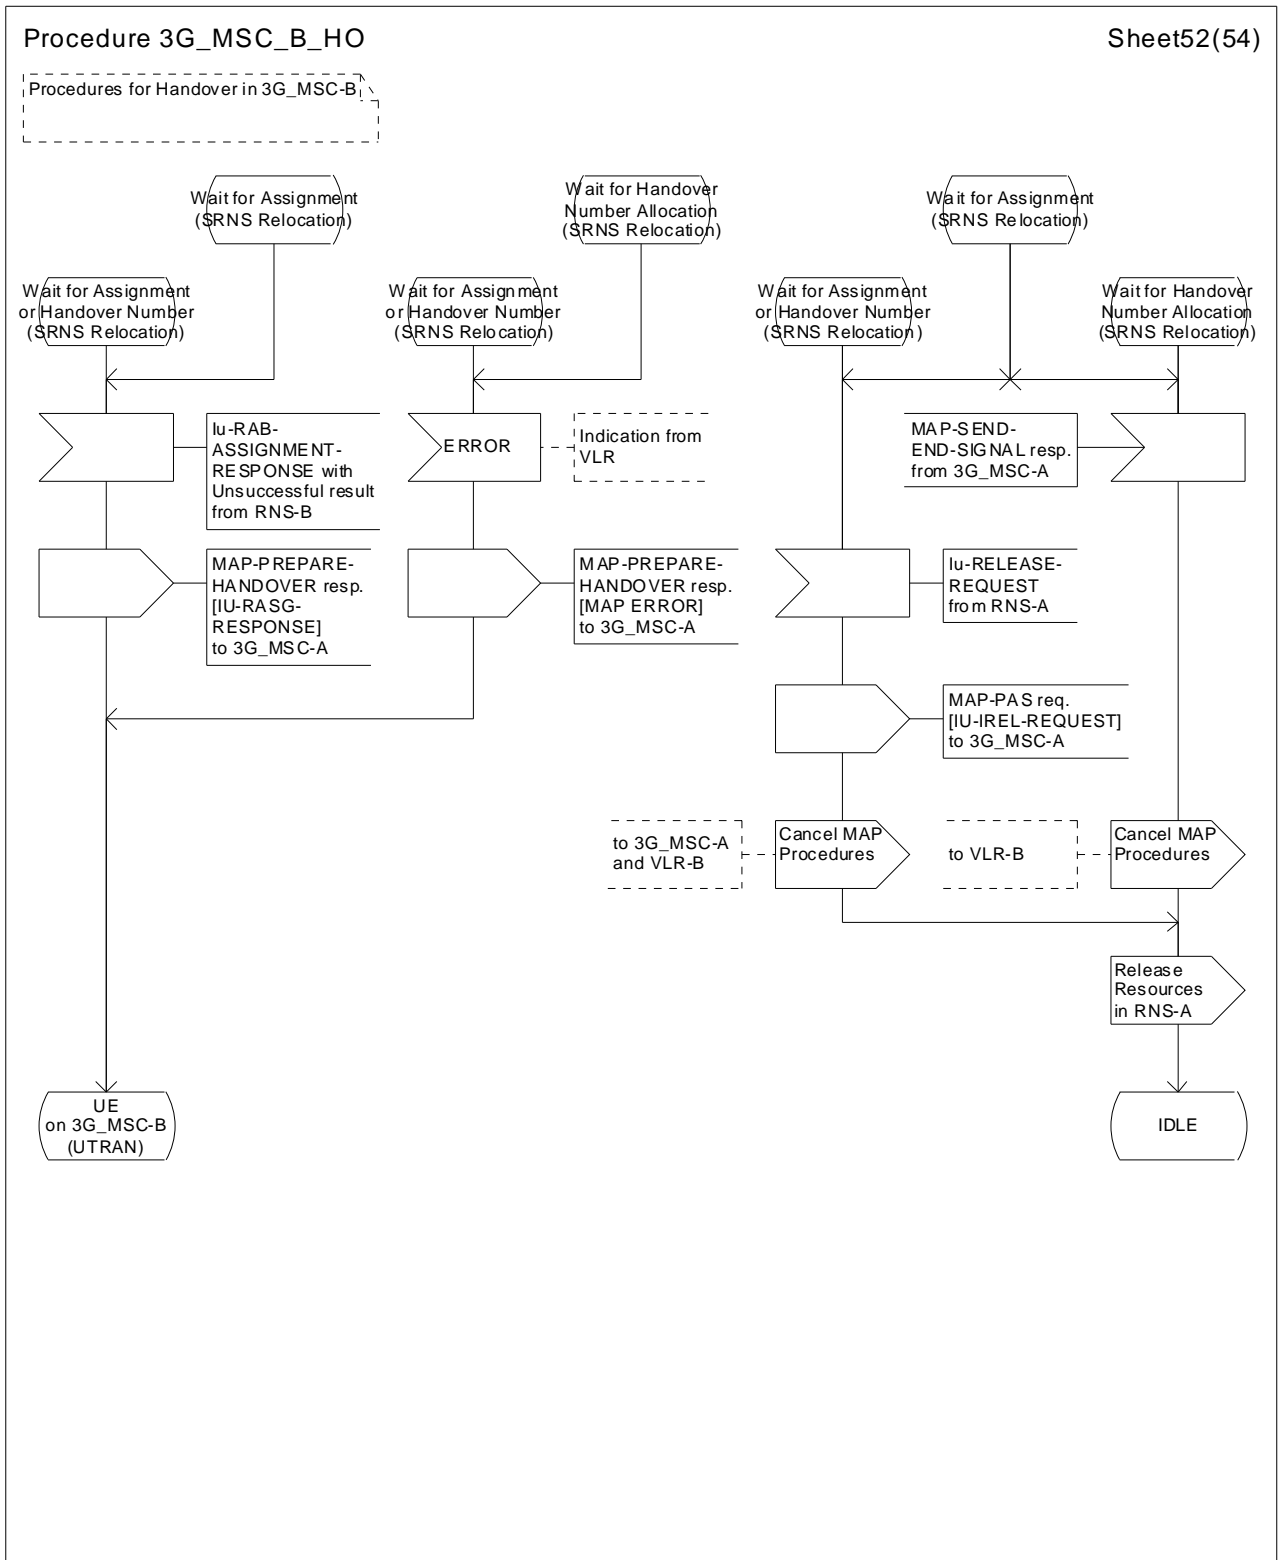 Procedure 3G_MSC_B_HO
Sheet52(54)
Procedures for Handover in 3G_MSC-B
Wait for Assignment
(SRNS Relocation)
Wait for Handover
Number Allocation
(SRNS Relocation)
Wait for Assignment
(SRNS Relocation)
Wait for Assignment
or Handover Number
(SRNS Relocation)
Wait for Assignment
or Handover Number
(SRNS Relocation)
Wait for Assignment
or Handover Number
(SRNS Relocation)
Wait for Handover
Number Allocation
(SRNS Relocation)
Iu-RAB-
ASSIGNMENT-
RESPONSE with
Unsuccessful result
from RNS-B
ERROR
Indication from
VLR
MAP-SEND-
END-SIGNAL resp.
from 3G_MSC-A
MAP-PREPARE-
HANDOVER resp.
[IU-RASG-
RESPONSE]
to 3G_MSC-A
MAP-PREPARE-
HANDOVER resp.
[MAP ERROR]
to 3G_MSC-A
Iu-RELEASE-
REQUEST
from RNS-A
MAP-PAS req.
[IU-IREL-REQUEST]
to 3G_MSC-A
to 3G_MSC-A
and VLR-B
Cancel MAP
Procedures
to VLR-B
Cancel MAP
Procedures
Release
Resources
in RNS-A
UE
on 3G_MSC-B
(UTRAN)
IDLE